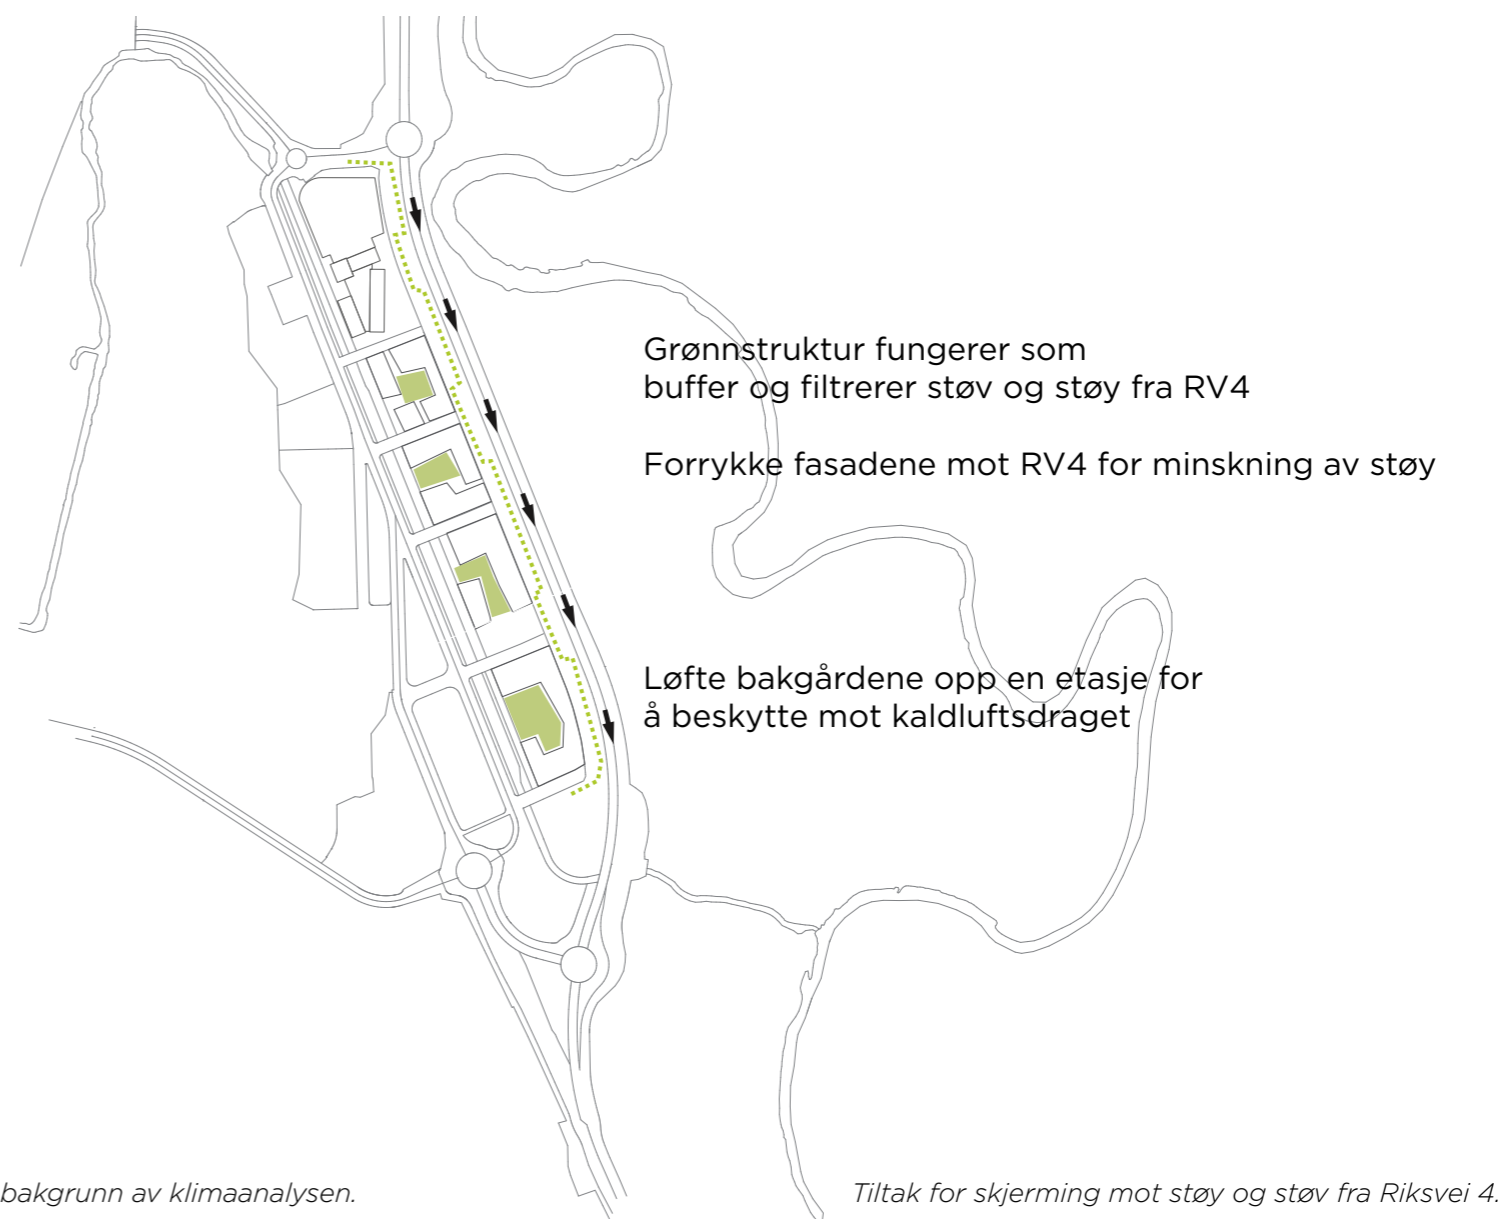 Grønnstruktur fungerer som
buffer og filtrerer støv og støy fra RV4
Forrykke fasadene mot RV4 for minskning av støy
Løfte bakgårdene opp en etasje for
å beskytte mot kaldluftsdraget
bakgrunn av klimaanalysen.
Tiltak for skjerming mot støy og støv fra Riksvei 4.